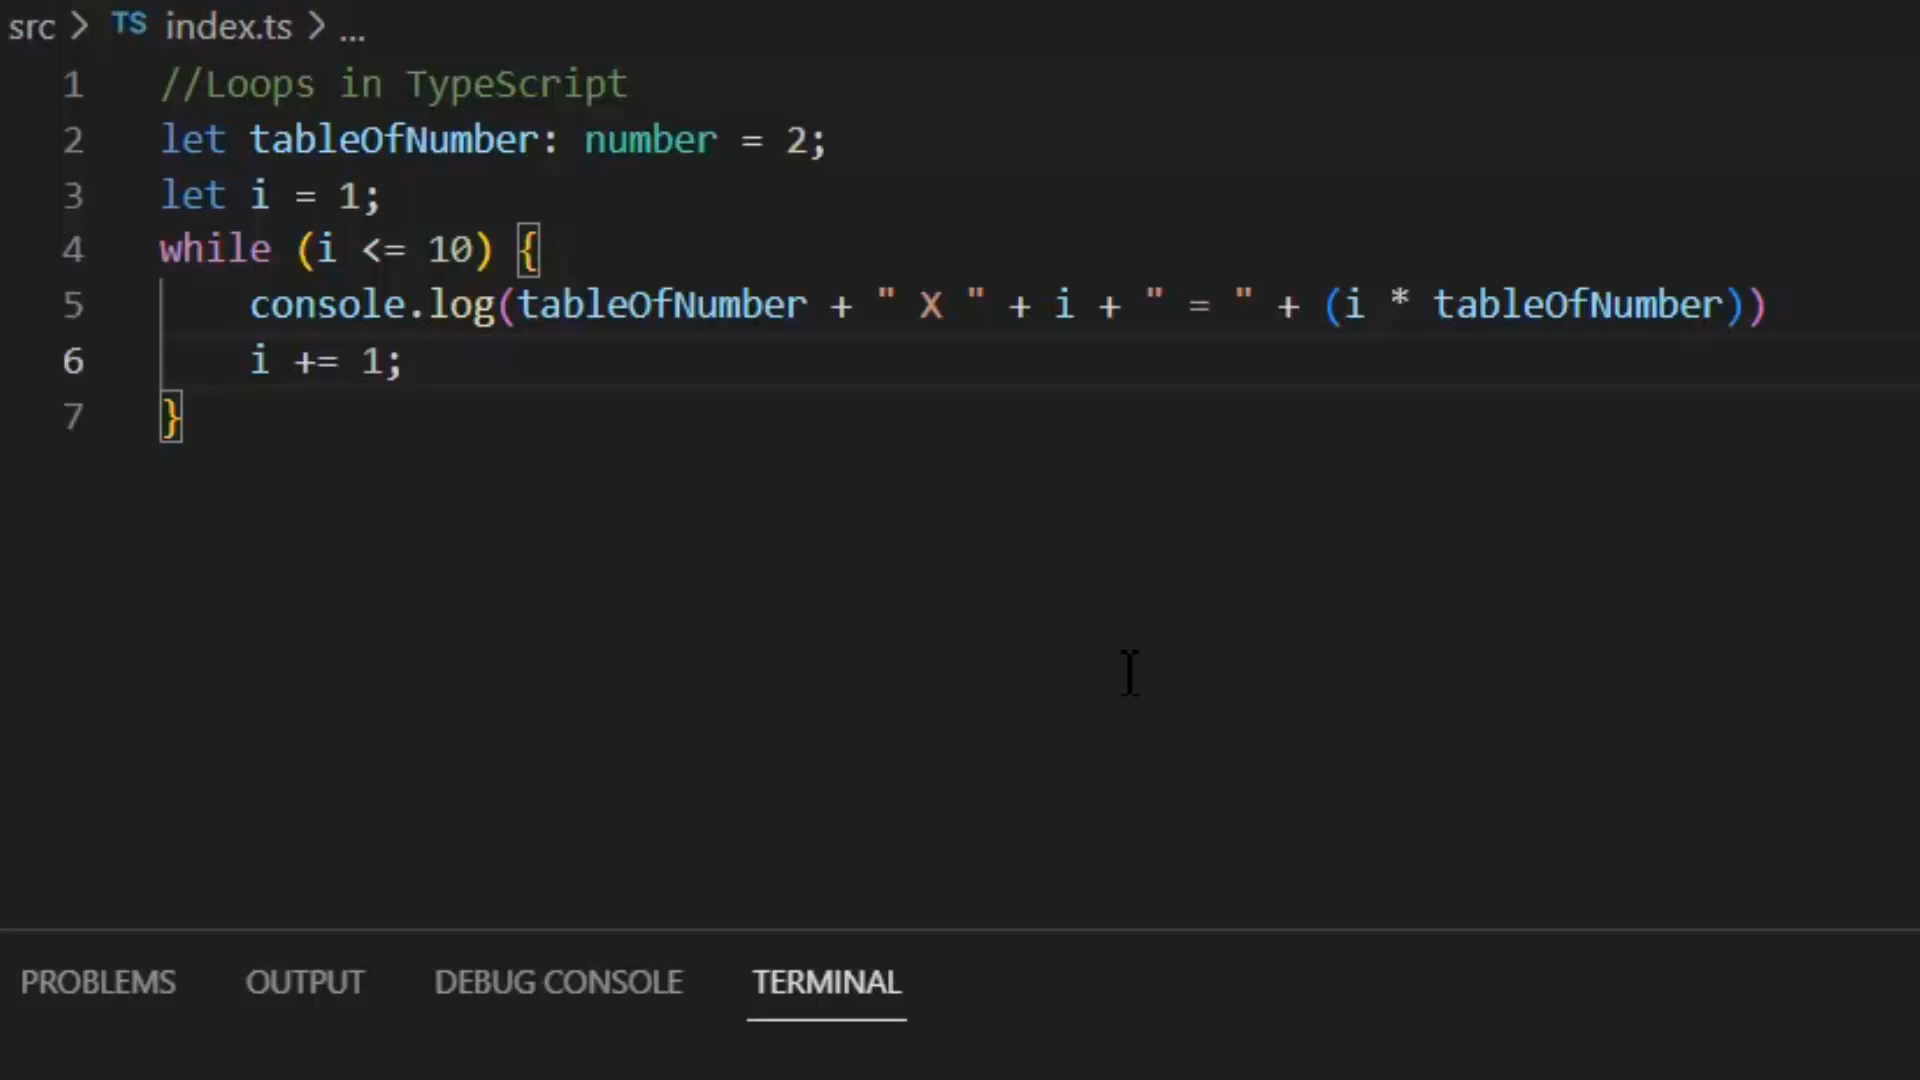 src > TS index.ts > ...
1 //Loops in TypeScript
2 let tableOfNumber: number = 2;
3 let i = 1;
4 while (i <= 10) {
5     console.log(tableOfNumber + " X " + i + " = " + (i * tableOfNumber))
6     i += 1;
7 }
PROBLEMS OUTPUT DEBUG CONSOLE TERMINAL